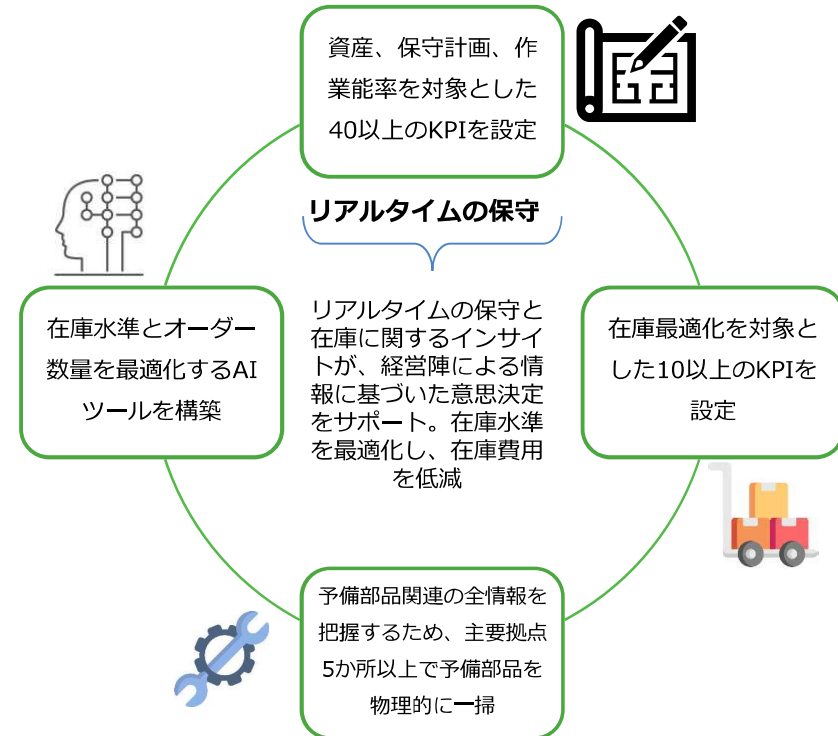 資産、保守計画、作
業能率を対象とした
40以上のKPIを設定
リアルタイムの保守
リアルタイムの保守と
在庫に関するインサイ
トが、経営陣による情
報に基づいた意思決定
をサポート。在庫水準
を最適化し、在庫費用
を低減
在庫水準とオーダー
数量を最適化するAI
ツールを構築
在庫最適化を対象と
した10以上のKPIを
設定
予備部品関連の全情報を
把握するため、主要拠点
5か所以上で予備部品を
物理的に一掃